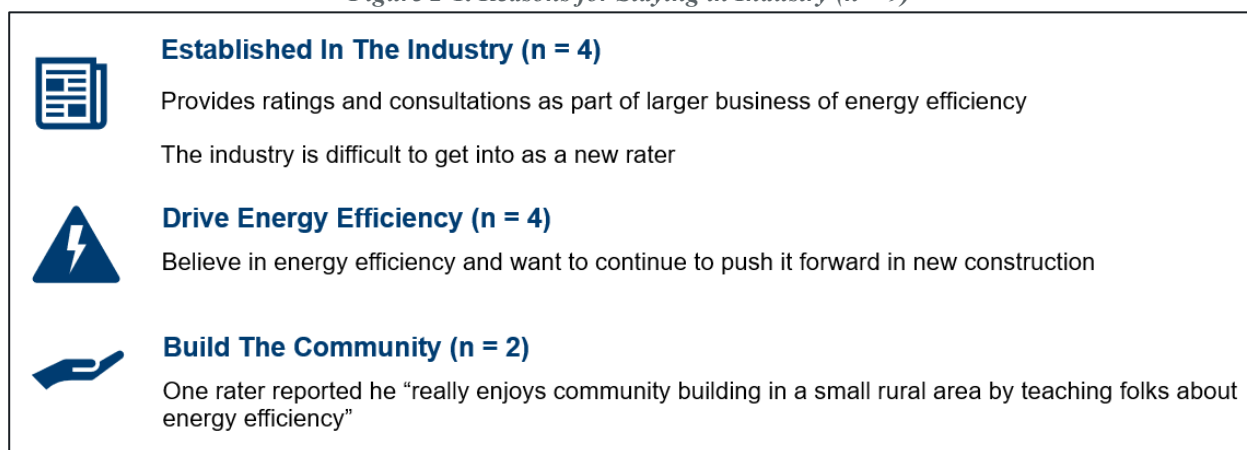 Established In The Industry (n = 4)
Provides ratings and consultations as part of larger business of energy efficiency
The industry is difficult to get into as a new rater
Drive Energy Efficiency (n = 4)
Believe in energy efficiency and want to continue to push it forward in new construction
Build The Community (n = 2)
One rater reported he “really enjoys community building in a small rural area by teaching folks about
energy efficiency”